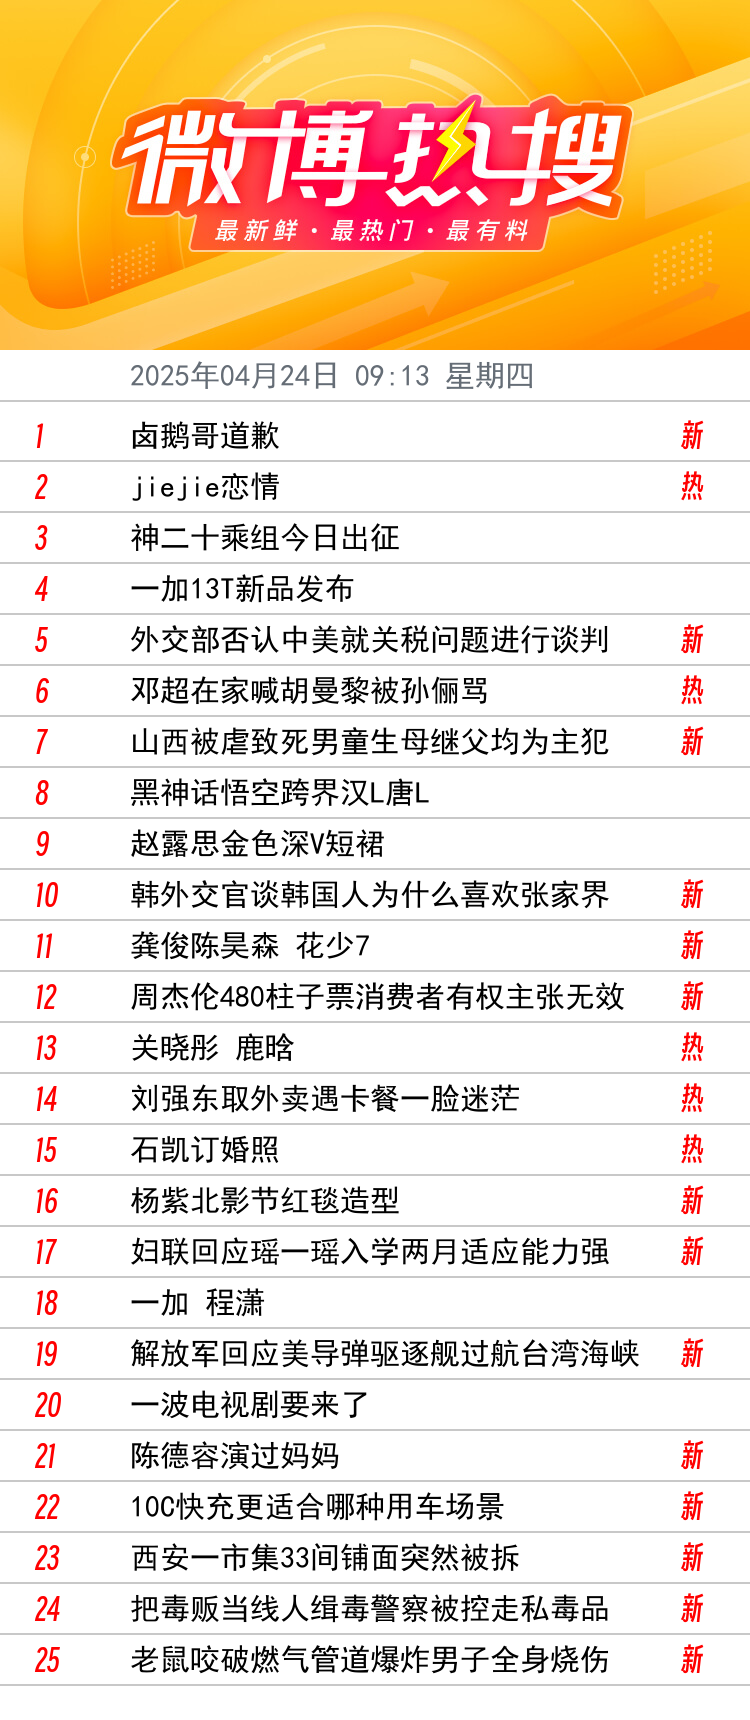 微博热搜
最新鲜·最热门·最有料
2025年04月24日 09:13 星期四
1 卤鹅哥道歉 新
2 jiejie恋情 热
3 神二十乘组今日出征
4 一加13T新品发布
5 外交部否认中美就关税问题进行谈判 新
6 邓超在家喊胡曼黎被孙俪骂 热
7 山西被虐致死男童生母继父均为主犯 新
8 黑神话悟空跨界汉L唐L
9 赵露思金色深V短裙
10 韩外交官谈韩国人为什么喜欢张家界 新
11 龚俊陈昊森 花少7 新
12 周杰伦480柱子票消费者有权主张无效 新
13 关晓彤 鹿晗 热
14 刘强东取外卖遇卡餐一脸迷茫 热
15 石凯订婚照 热
16 杨紫北影节红毯造型 新
17 妇联回应瑶一瑶入学两月适应能力强 新
18 一加 程潇
19 解放军回应美导弹驱逐舰过航台湾海峡 新
20 一波电视剧要来了
21 陈德容演过妈妈 新
22 10C快充更适合哪种用车场景 新
23 西安一市集33间铺面突然被拆 新
24 把毒贩当线人缉毒警察被控走私毒品 新
25 老鼠咬破燃气管道爆炸男子全身烧伤 新